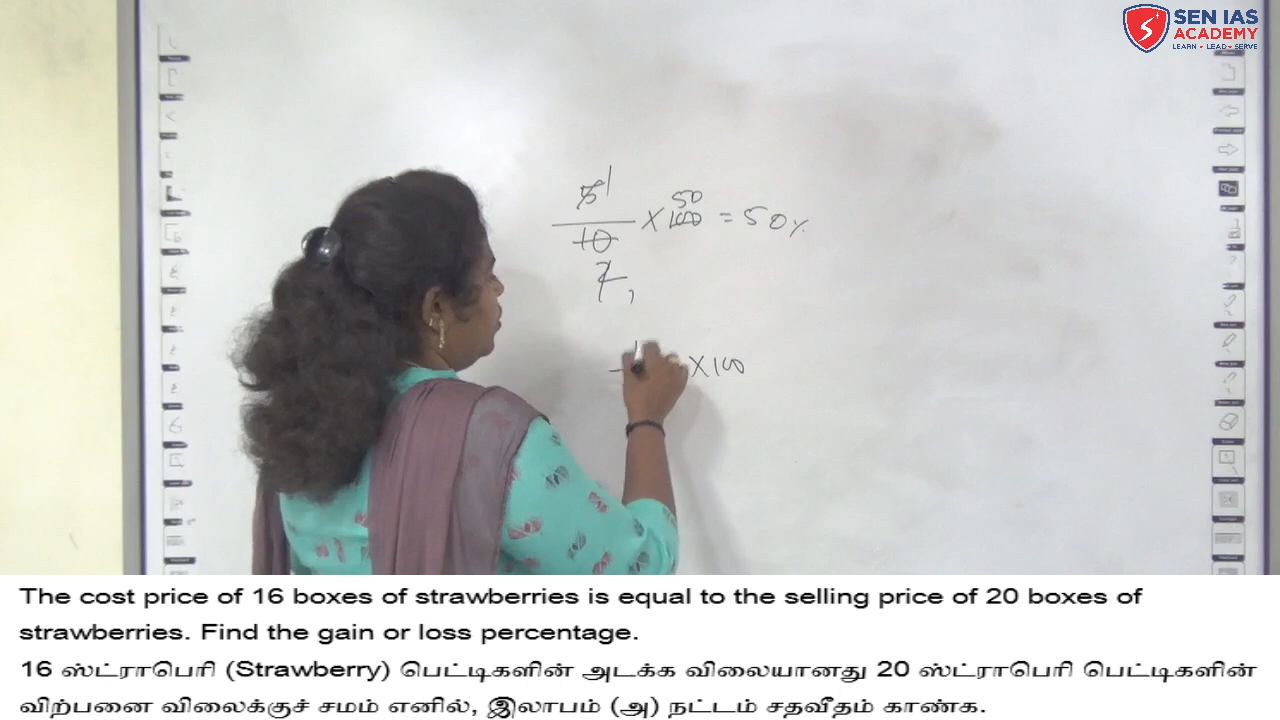 SEN IAS
ACADEMY
LEARN • LEAD • SERVE
5 1
50
10 × 100 = 50%
2,
× 100
The cost price of 16 boxes of strawberries is equal to the selling price of 20 boxes of
strawberries. Find the gain or loss percentage.
16 ஸ்ட்ராபெரி (Strawberry) பெட்டிகளின் அடக்க விலையானது 20 ஸ்ட்ராபெரி பெட்டிகளின்
விற்பனை விலைக்குச் சமம் எனில், இலாபம் (அ) நட்டம் சதவீதம் காண்க.